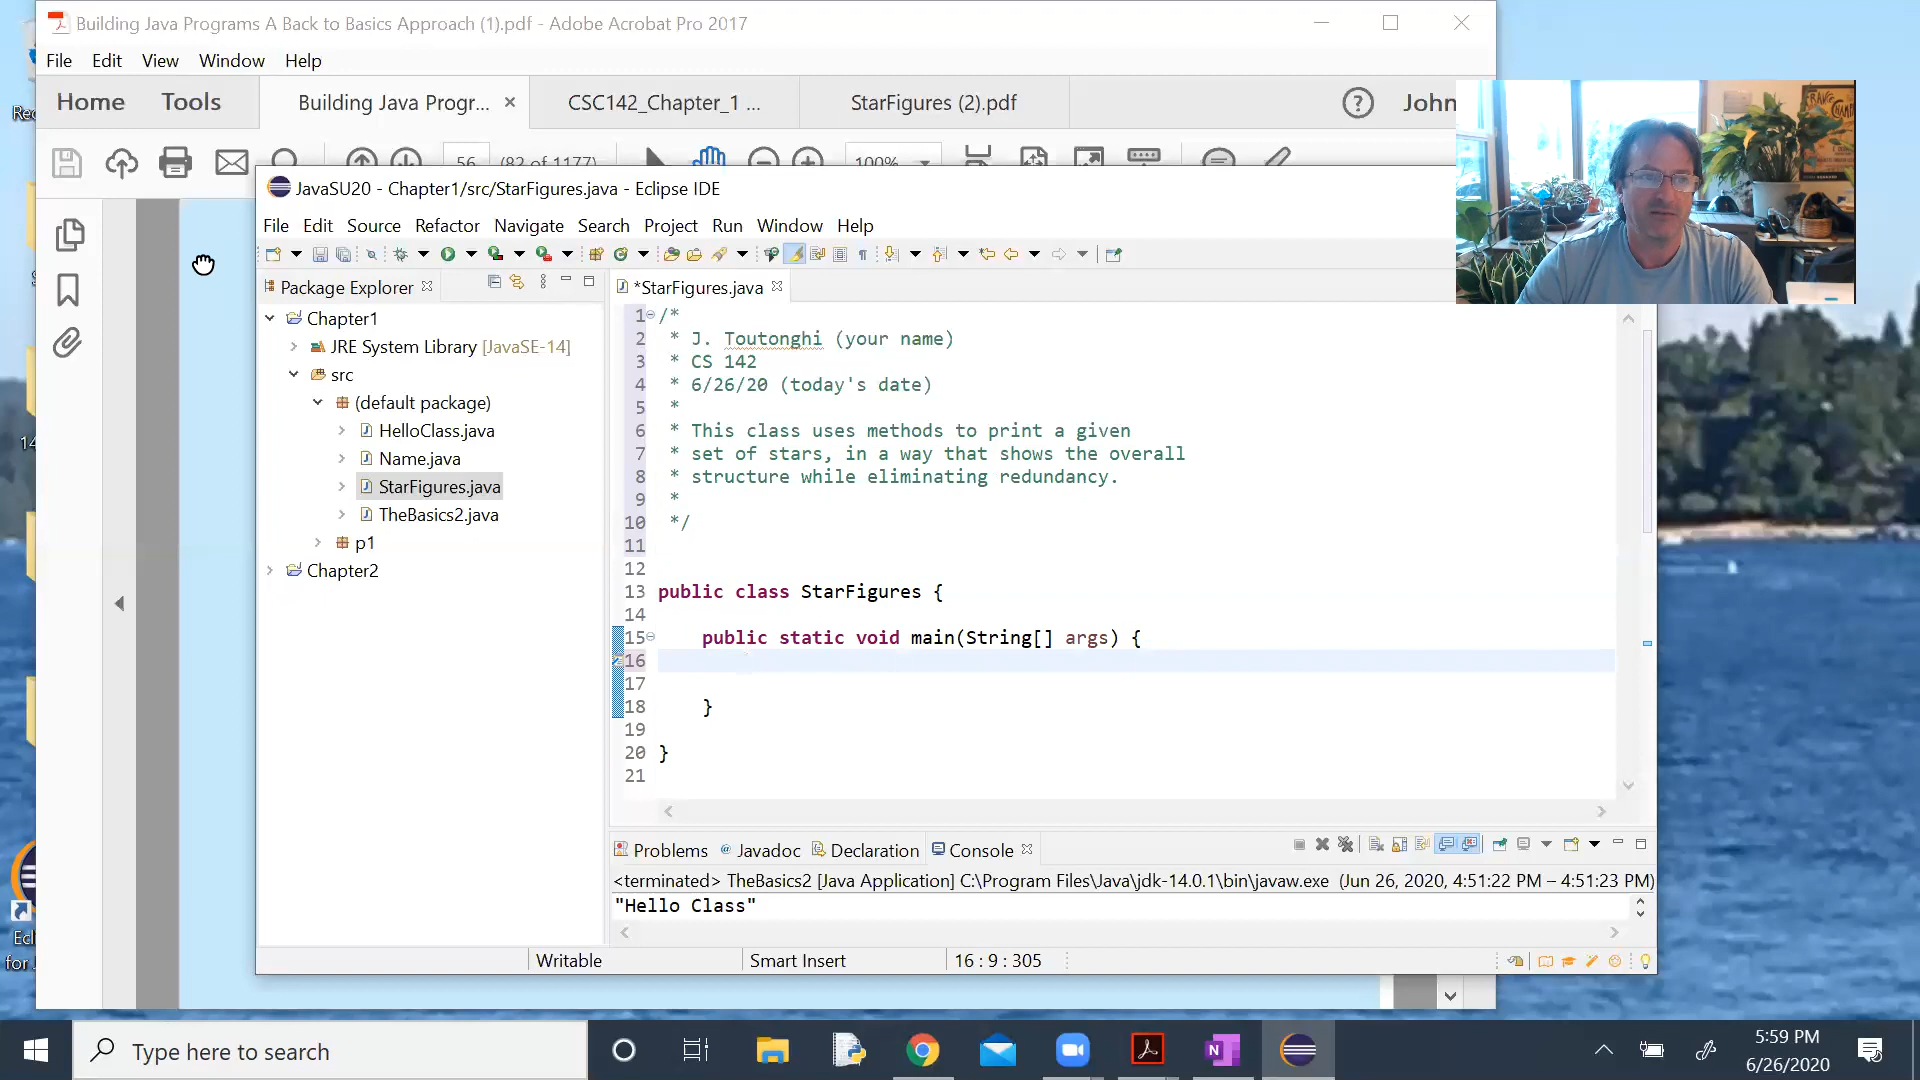 Building Java Programs A Back to Basics Approach (1).pdf - Adobe Acrobat Pro 2017
File Edit View Window Help
Home Tools Building Java Progr... CSC142_Chapter_1 ... StarFigures (2).pdf John
56 (82 of 1177) 100%
JavaSU20 - Chapter1/src/StarFigures.java - Eclipse IDE
File Edit Source Refactor Navigate Search Project Run Window Help
Package Explorer
Chapter1
JRE System Library [JavaSE-14]
src
(default package)
HelloClass.java
Name.java
StarFigures.java
TheBasics2.java
p1
Chapter2
*StarFigures.java
1 /*
2 * J. Toutonghi (your name)
3 * CS 142
4 * 6/26/20 (today's date)
5 *
6 * This class uses methods to print a given
7 * set of stars, in a way that shows the overall
8 * structure while eliminating redundancy.
9 *
10 */
11
12
13 public class StarFigures {
14
15 public static void main(String[] args) {
16
17
18 }
19
20 }
21
Problems Javadoc Declaration Console
<terminated> TheBasics2 [Java Application] C:\Program Files\Java\jdk-14.0.1\bin\javaw.exe (Jun 26, 2020, 4:51:22 PM – 4:51:23 PM)
"Hello Class"
Writable Smart Insert 16 : 9 : 305
Rec
14
Ecl
for J
Type here to search
5:59 PM
6/26/2020